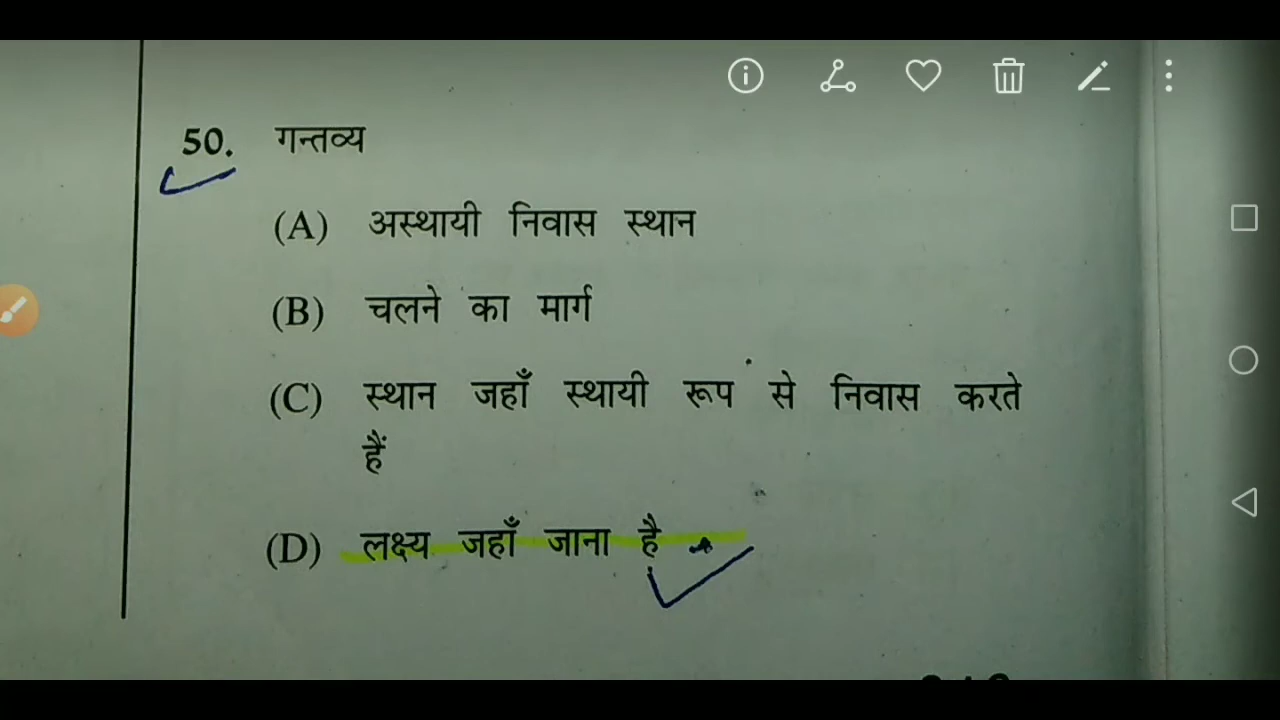 50. गन्तव्य
(A) अस्थायी निवास स्थान
(B) चलने का मार्ग
(C) स्थान जहाँ स्थायी रूप से निवास करते
हैं
(D) लक्ष्य जहाँ जाना है